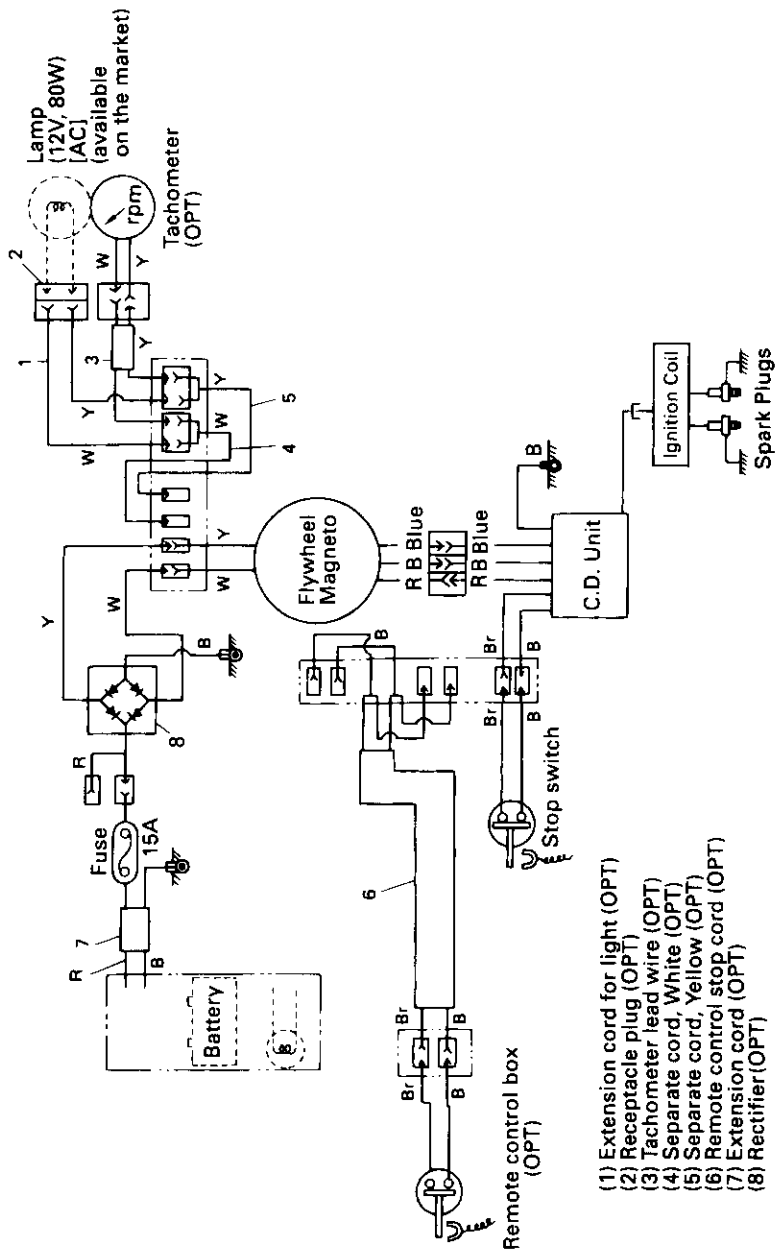 Lamp
(12V, 80W)
[AC]
(available
on the market)
rpm
Tachometer
(OPT)
2
1
W
Y
3
Y
Y
W
Y
W
5
4
Y
W
Y
W
Y
W
B
8
R
Fuse
15A
7
R
B
Battery
Flywheel
Magneto
R B Blue
R B Blue
B
C.D. Unit
Ignition Coil
Spark Plugs
B
Br
B
Br
B
Stop switch
6
Br
B
Br
B
Remote control box
(OPT)
(1) Extension cord for light (OPT)
(2) Receptacle plug (OPT)
(3) Tachometer lead wire (OPT)
(4) Separate cord, White (OPT)
(5) Separate cord, Yellow (OPT)
(6) Remote control stop cord (OPT)
(7) Extension cord (OPT)
(8) Rectifier(OPT)